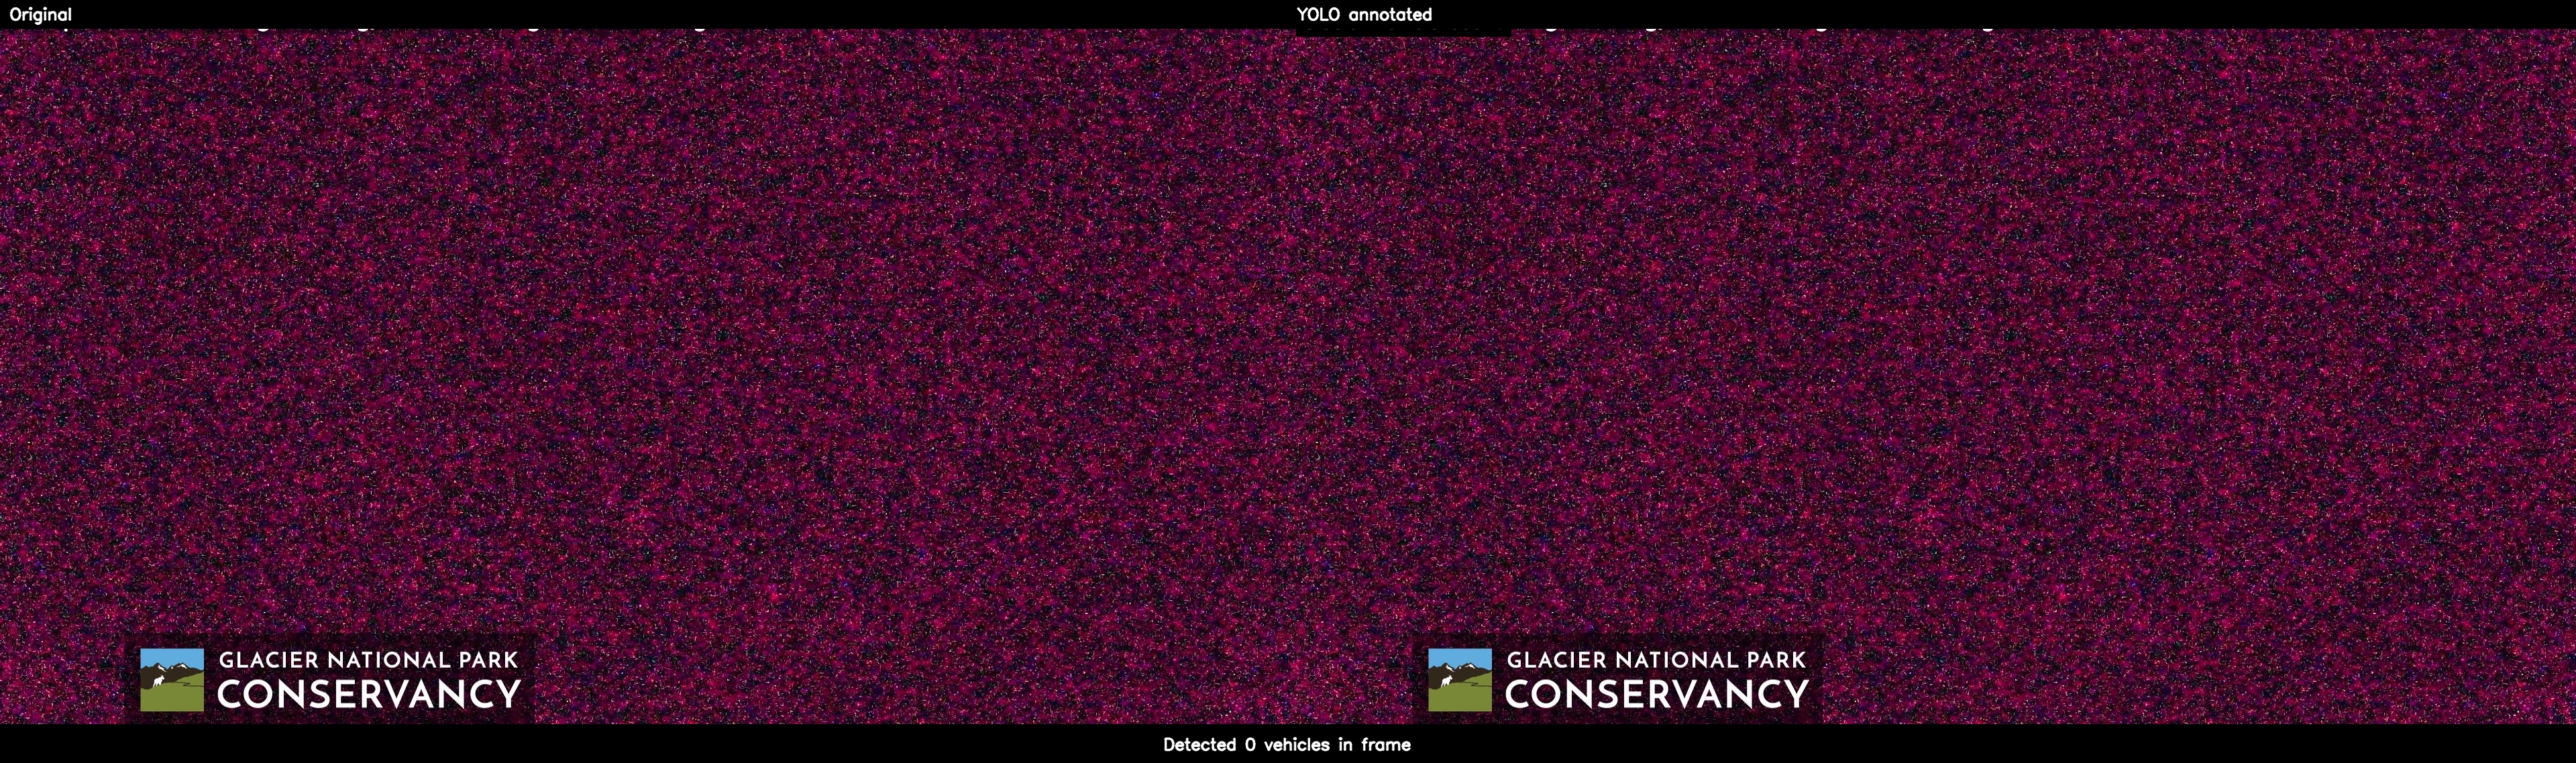 Original
YOLO annotated
GLACIER NATIONAL PARK
CONSERVANCY
GLACIER NATIONAL PARK
CONSERVANCY
Detected 0 vehicles in frame